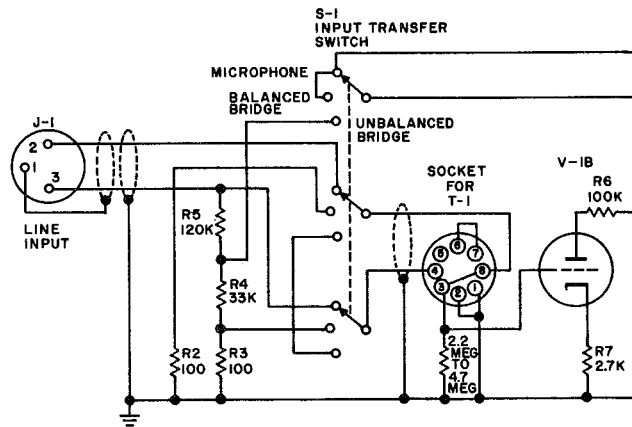 S-1
INPUT TRANSFER
SWITCH
MICROPHONE
BALANCED
BRIDGE
UNBALANCED
BRIDGE
J-1
2
1
3
LINE
INPUT
R5
120K
R4
33K
R2
100
R3
100
SOCKET
FOR
T-1
6
5
7
4
8
3
2
1
2.2
MEG
TO
4.7
MEG
V-1B
R6
100K
R7
2.7K